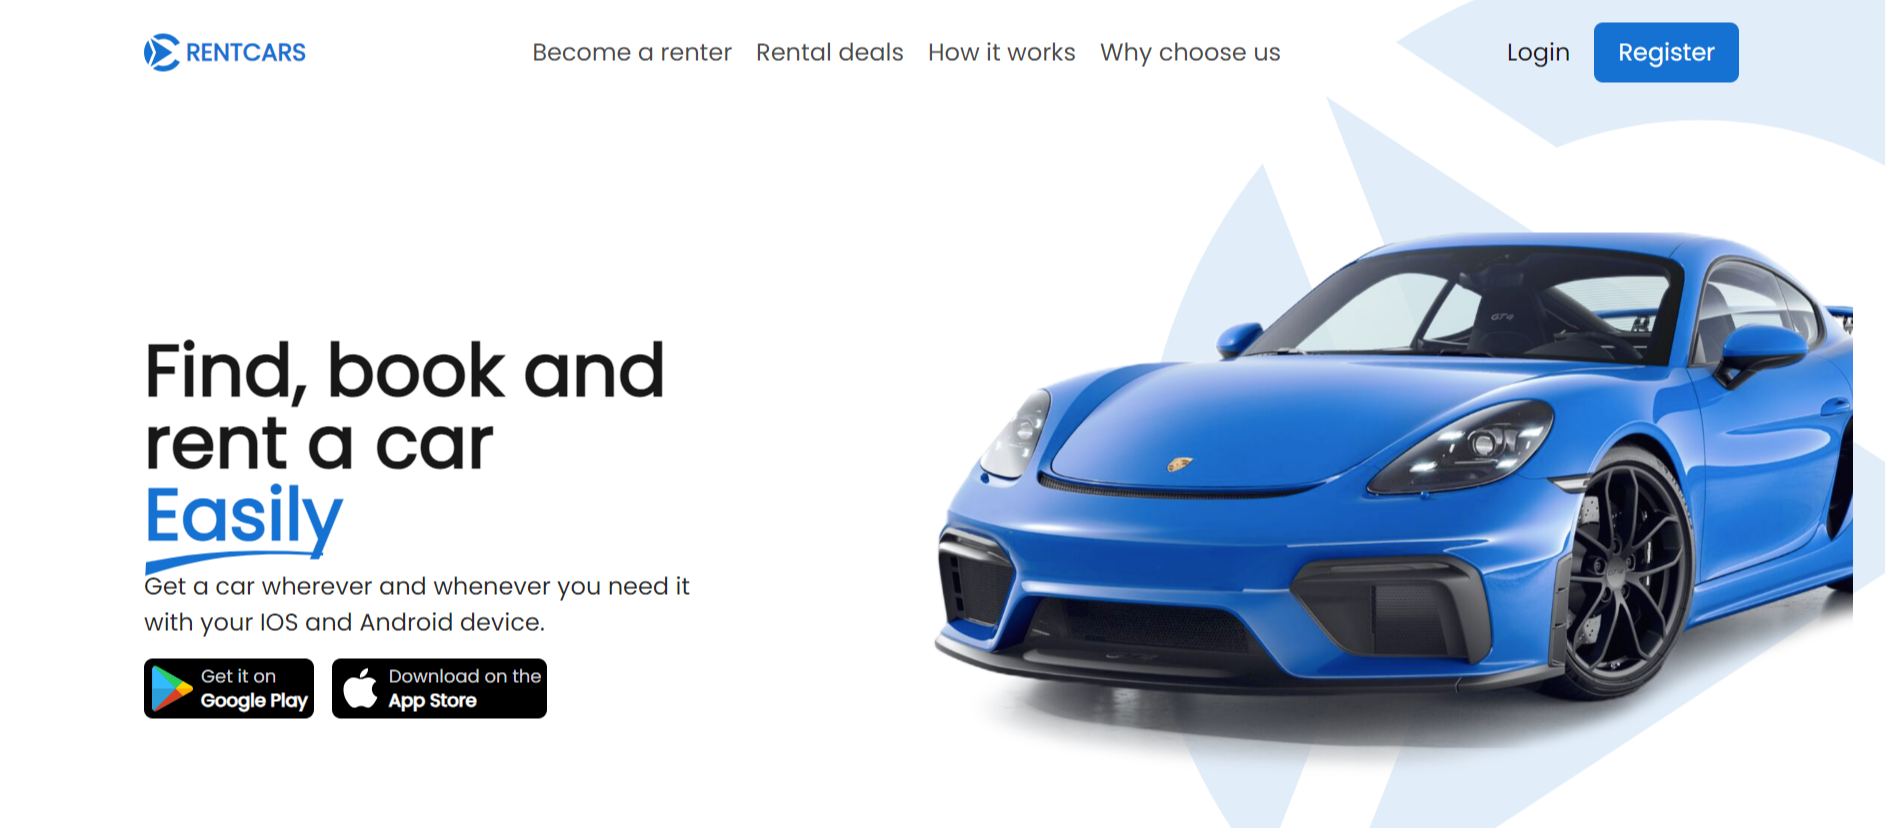 RENTCARS
Become a renter
Rental deals
How it works
Why choose us
Login
Register
Find, book and
rent a car
Easily
Get a car wherever and whenever you need it
with your IOS and Android device.
Get it on
Google Play
Download on the
App Store
GT4